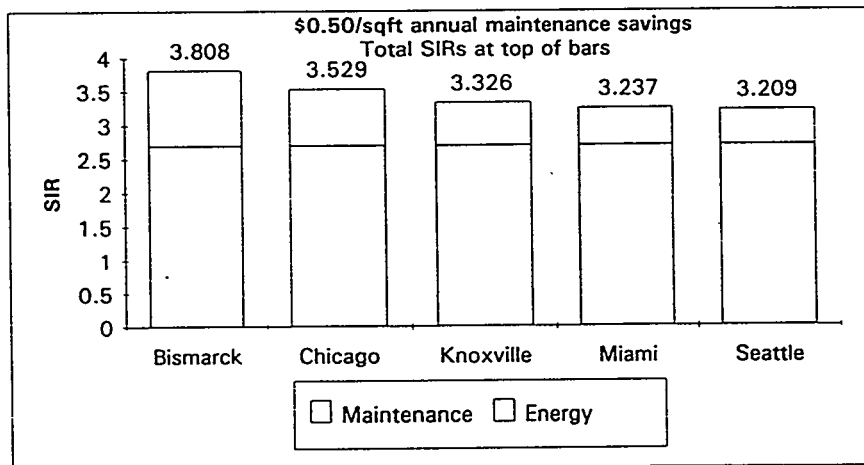 $0.50/sqft annual maintenance savings
Total SIRs at top of bars
3.808 3.529 3.326 3.237 3.209
SIR
4
3.5
3
2.5
2
1.5
1
0.5
0
Bismarck Chicago Knoxville Miami Seattle
Maintenance Energy